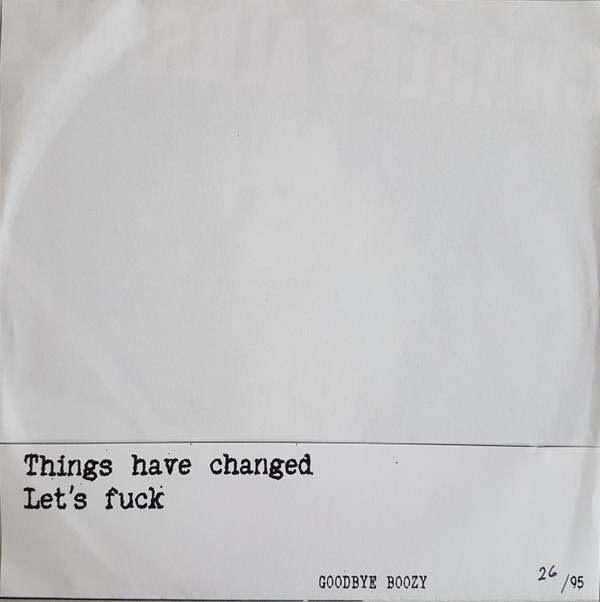 Things have changed
Let's fuck
GOODBYE BOOZY
26/95